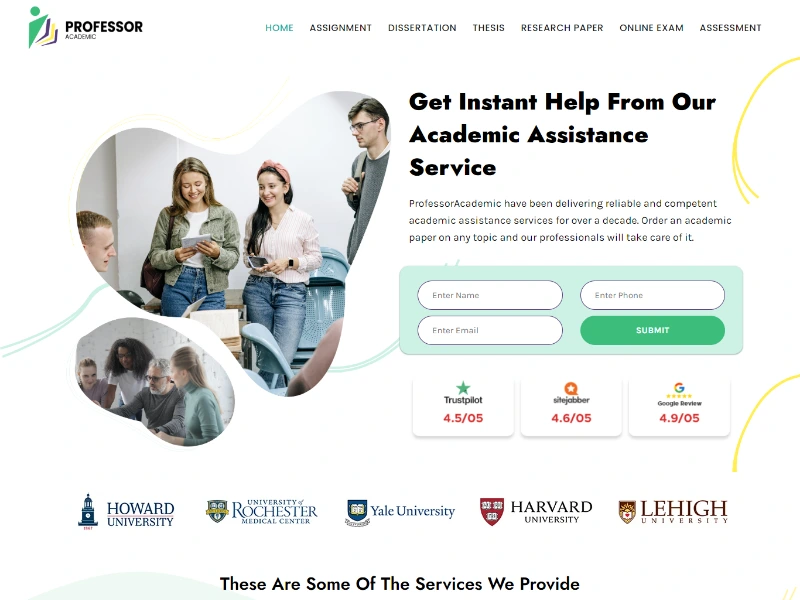 PROFESSOR
ACADEMIC
HOME ASSIGNMENT DISSERTATION THESIS RESEARCH PAPER ONLINE EXAM ASSESSMENT
Get Instant Help From Our
Academic Assistance
Service
ProfessorAcademic have been delivering reliable and competent
academic assistance services for over a decade. Order an academic
paper on any topic and our professionals will take care of it.
Enter Name Enter Phone
Enter Email SUBMIT
Trustpilot
4.5/05
sitejabber
4.6/05
Google Review
4.9/05
HOWARD
UNIVERSITY
1867
UNIVERSITY of
ROCHESTER
MEDICAL CENTER
Yale University
HARVARD
UNIVERSITY
LEHIGH
UNIVERSITY
These Are Some Of The Services We Provide